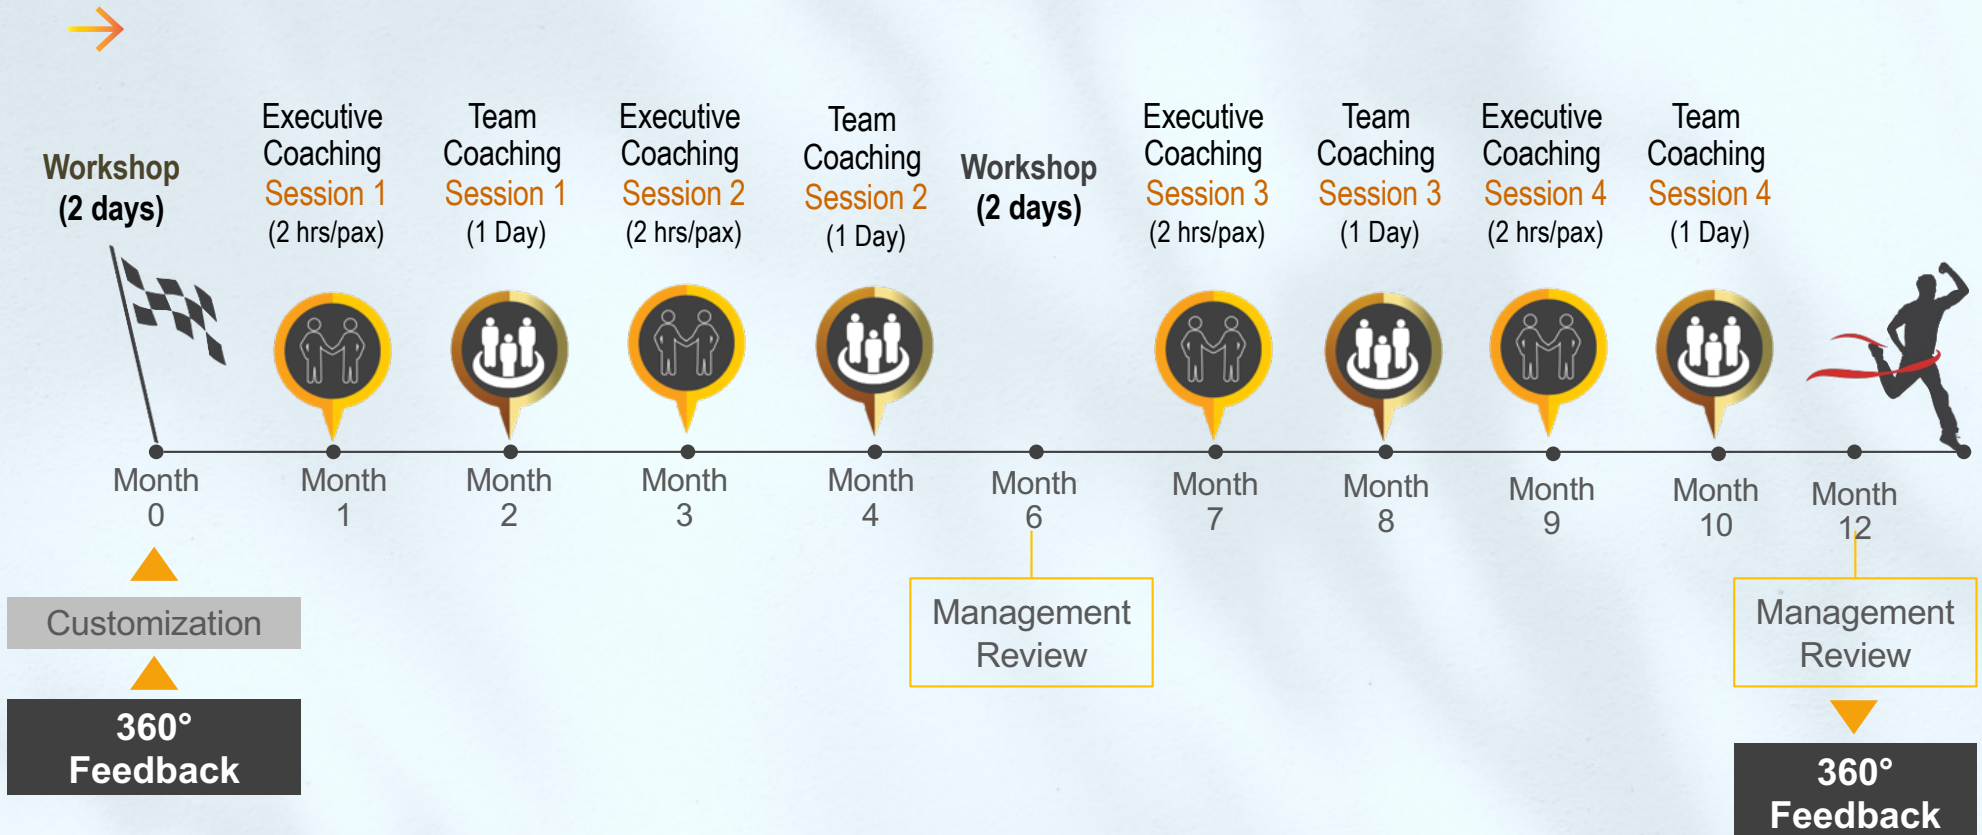 Workshop
(2 days)
Executive
Coaching
Session 1
(2 hrs/pax)
Team
Coaching
Session 1
(1 Day)
Executive
Coaching
Session 2
(2 hrs/pax)
Team
Coaching
Session 2
(1 Day)
Workshop
(2 days)
Executive
Coaching
Session 3
(2 hrs/pax)
Team
Coaching
Session 3
(1 Day)
Executive
Coaching
Session 4
(2 hrs/pax)
Team
Coaching
Session 4
(1 Day)
Month
0
Month
1
Month
2
Month
3
Month
4
Month
6
Month
7
Month
8
Month
9
Month
10
Month
12
Customization
360°
Feedback
Management
Review
Management
Review
360°
Feedback